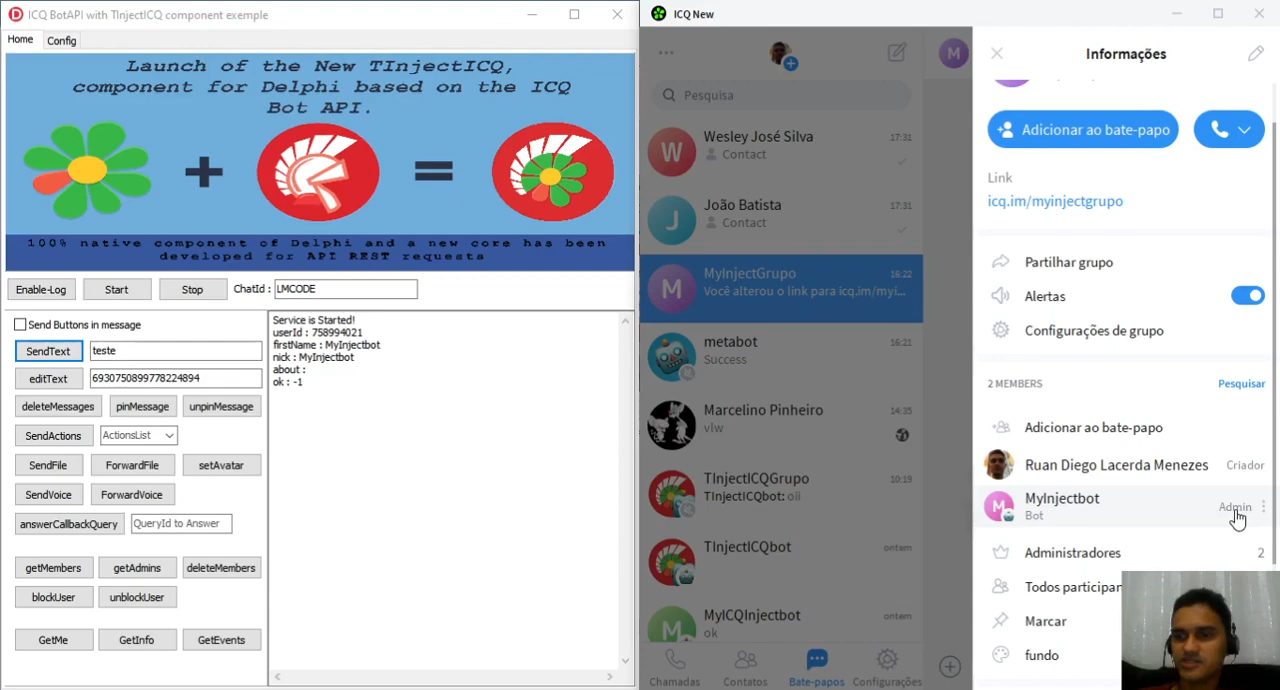 ICQ BotAPI with TInjectICQ component exemple
Home
Config
Launch of the New TInjectICQ,
component for Delphi based on the ICQ
Bot API.
+
=
100% native component of Delphi and a new core has been
developed for API REST requests
Enable-Log
Start
Stop
ChatId :
LMCODE
Send Buttons in message
SendText
teste
editText
6930750899778224894
deleteMessages
pinMessage
unpinMessage
SendActions
ActionsList
SendFile
ForwardFile
setAvatar
SendVoice
ForwardVoice
answerCallbackQuery
QueryId to Answer
getMembers
getAdmins
deleteMembers
blockUser
unblockUser
GetMe
GetInfo
GetEvents
Service is Started!
userId : 758994021
firstName : MyInjectbot
nick : MyInjectbot
about :
ok : -1
ICQ New
Pesquisa
M
W
Wesley José Silva
17:31
Contact
J
João Batista
17:31
Contact
M
MyInjectGrupo
16:22
Você alterou o link para icq.im/myi...
metabot
16:21
Success
Marcelino Pinheiro
14:35
vlw
TInjectICQGrupo
10:19
TInjectICQbot: oii
TInjectICQbot
ontem
M
MyICQInjectbot
ontem
ok
Chamadas
Contatos
Bate-papos
Configurações
Informações
Adicionar ao bate-papo
Link
icq.im/myinjectgrupo
Partilhar grupo
Alertas
Configurações de grupo
2 MEMBERS
Pesquisar
Adicionar ao bate-papo
Ruan Diego Lacerda Menezes
Criador
M
MyInjectbot
Admin
Bot
Administradores
2
Todos participan
Marcar
fundo